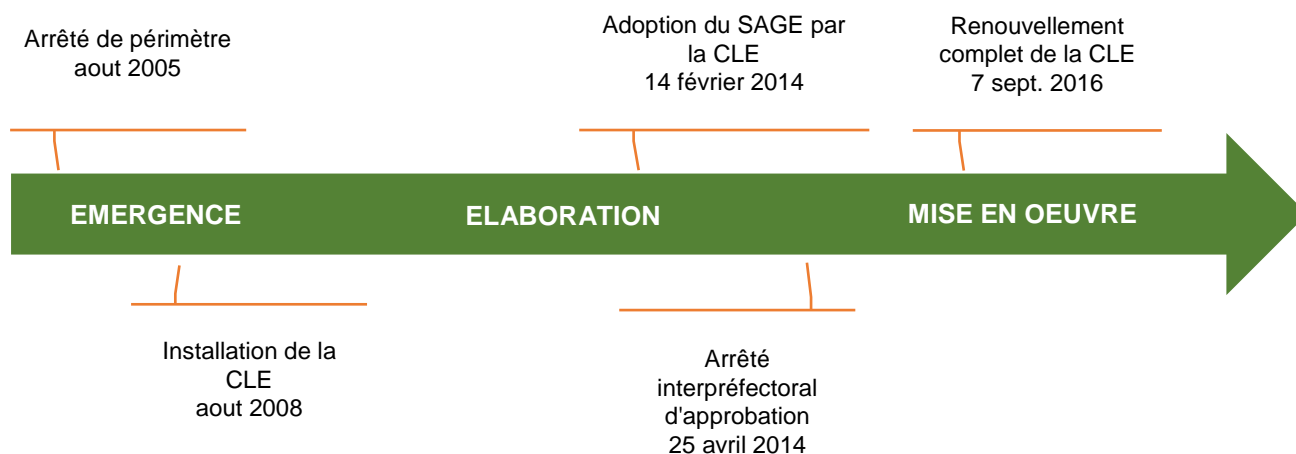 Arrêté de périmètre
aout 2005
Adoption du SAGE par
la CLE
14 février 2014
Renouvellement
complet de la CLE
7 sept. 2016
EMERGENCE
ELABORATION
MISE EN OEUVRE
Installation de la
CLE
aout 2008
Arrêté
interpréfectoral
d'approbation
25 avril 2014